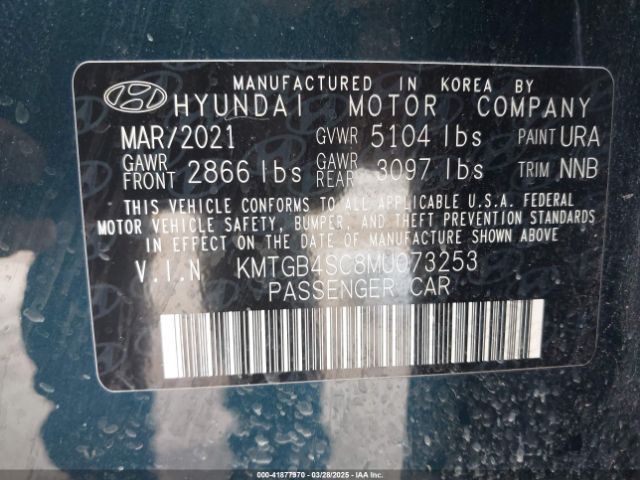 MANUFACTURED IN KOREA BY
HYUNDAI MOTOR COMPANY
MAR/2021 GVWR 5104 lbs PAINT URA
GAWR FRONT 2866 lbs GAWR REAR 3097 lbs TRIM NNB
THIS VEHICLE CONFORMS TO ALL APPLICABLE U.S.A. FEDERAL
MOTOR VEHICLE SAFETY, BUMPER, AND THEFT PREVENTION STANDARDS
IN EFFECT ON THE DATE OF MANUFACTURE SHOWN ABOVE.
V.I.N. KMTGB4SC8MU073253
PASSENGER CAR
000-41877970 - 03/28/2025 - IAA Inc.